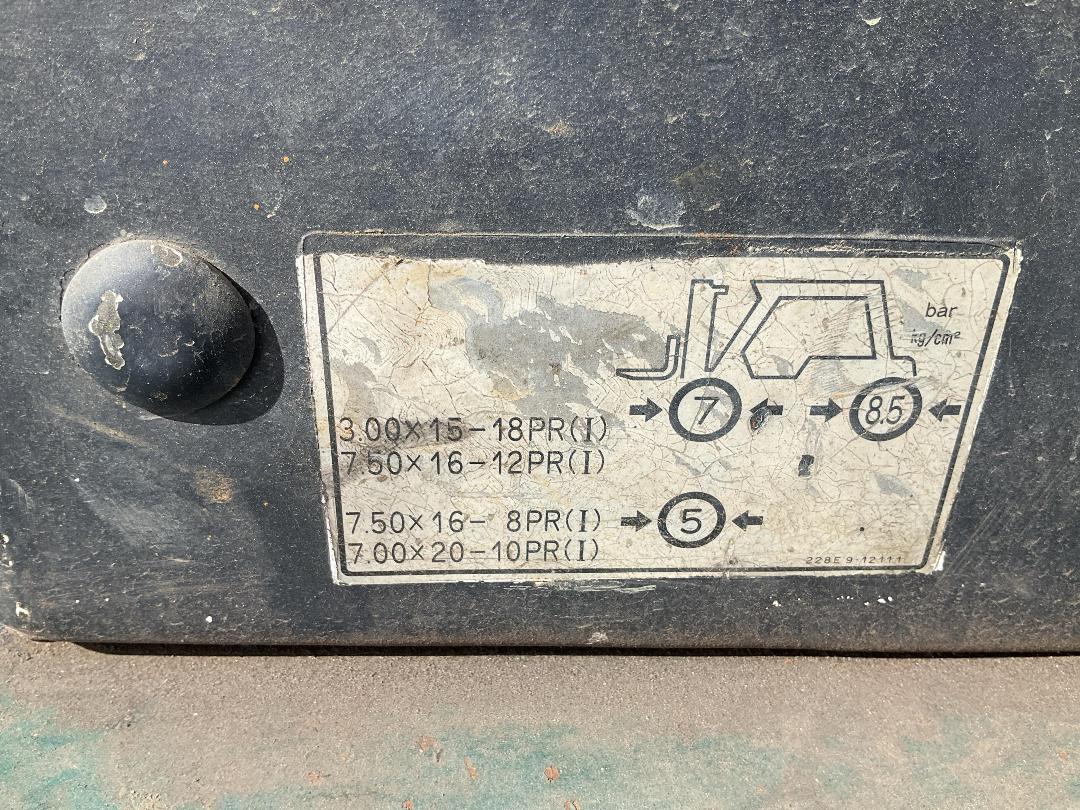 bar
kg/cm²
7 8.5
3.00×15-18PR(I)
7.50×16-12PR(I)
7.50×16- 8PR(I) 5
7.00×20-10PR(I)
228E9-12111